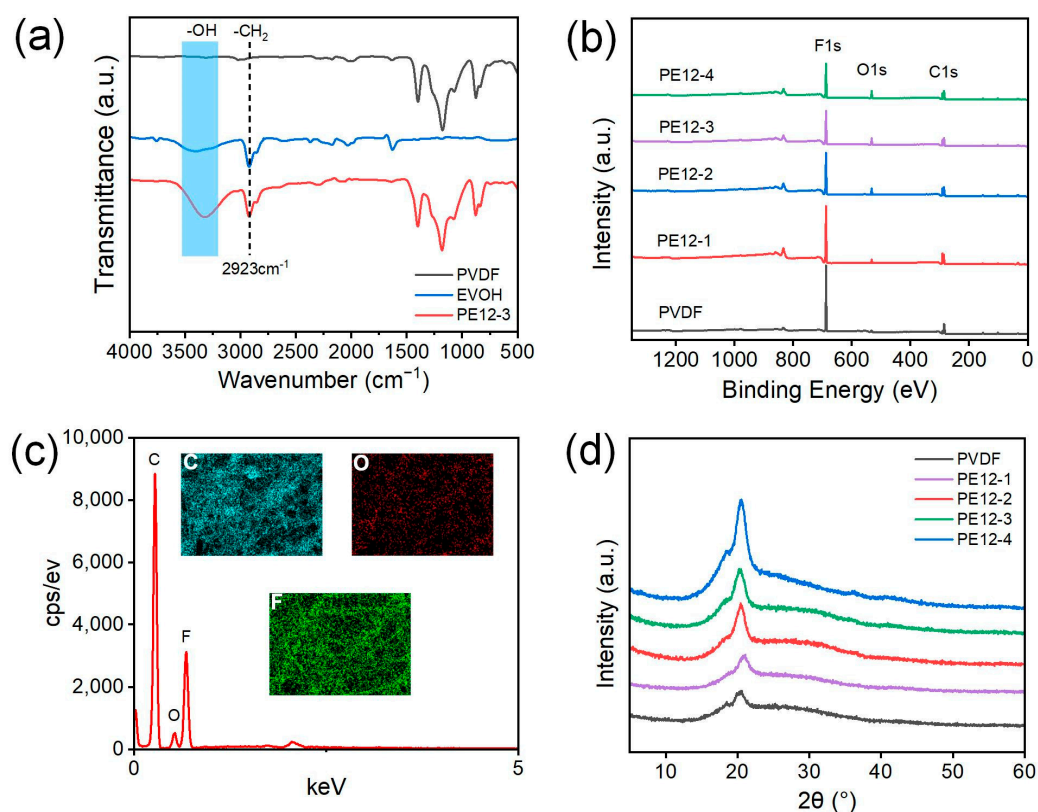 (a)
-OH
-CH₂
Transmittance (a.u.)
2923cm⁻¹
PVDF
EVOH
PE12-3
4000 3500 3000 2500 2000 1500 1000 500
Wavenumber (cm⁻¹)
(b)
F1s
O1s
C1s
PE12-4
PE12-3
PE12-2
PE12-1
PVDF
Intensity (a.u.)
1200 1000 800 600 400 200 0
Binding Energy (eV)
(c)
10,000
8,000
6,000
4,000
2,000
0
cps/ev
C
O
F
C
O
F
0 5
keV
(d)
PVDF
PE12-1
PE12-2
PE12-3
PE12-4
Intensity (a.u.)
10 20 30 40 50 60
2θ (°)